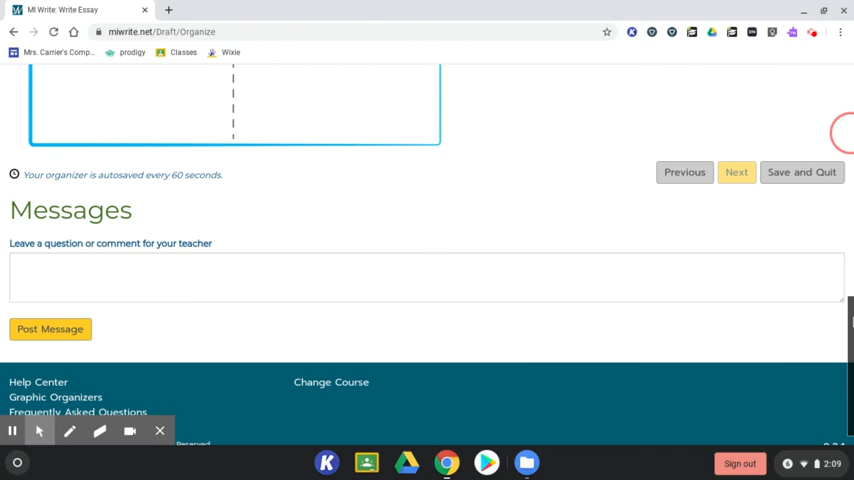 MI Write: Write Essay
miwrite.net/Draft/Organize
Mrs. Carrier's Comp... prodigy Classes Wixie
Your organizer is autosaved every 60 seconds.
Previous Next Save and Quit
Messages
Leave a question or comment for your teacher
Post Message
Help Center Change Course
Graphic Organizers
Frequently Asked Questions
Reserved
Sign out 6 2:09